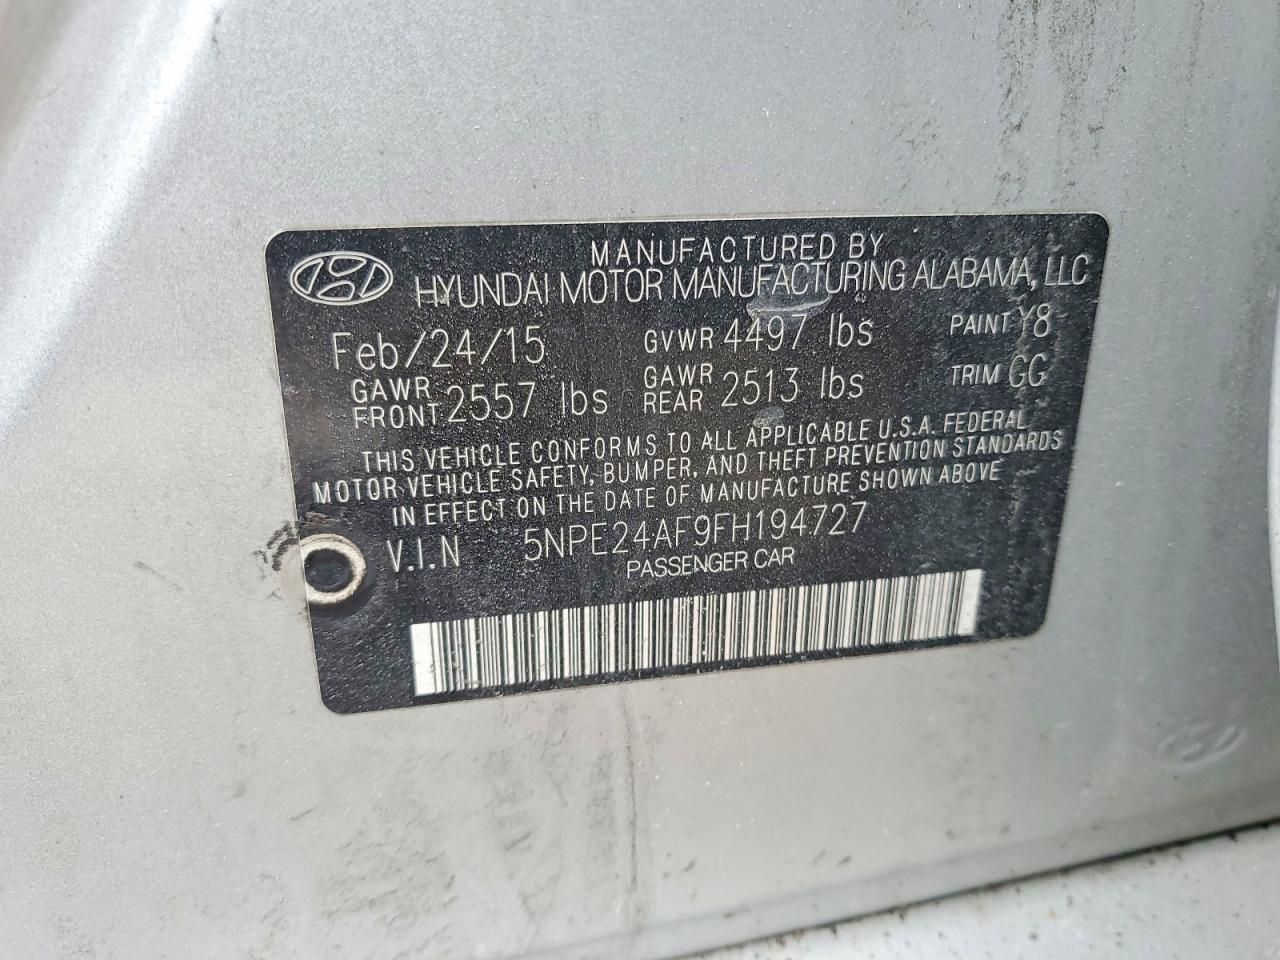 MANUFACTURED BY
HYUNDAI MOTOR MANUFACTURING ALABAMA, LLC
Feb/24/15 GVWR 4497 lbs PAINT Y8
GAWR FRONT 2557 lbs GAWR REAR 2513 lbs TRIM GG
THIS VEHICLE CONFORMS TO ALL APPLICABLE U.S.A. FEDERAL
MOTOR VEHICLE SAFETY, BUMPER, AND THEFT PREVENTION STANDARDS
IN EFFECT ON THE DATE OF MANUFACTURE SHOWN ABOVE
V.I.N 5NPE24AF9FH194727
PASSENGER CAR